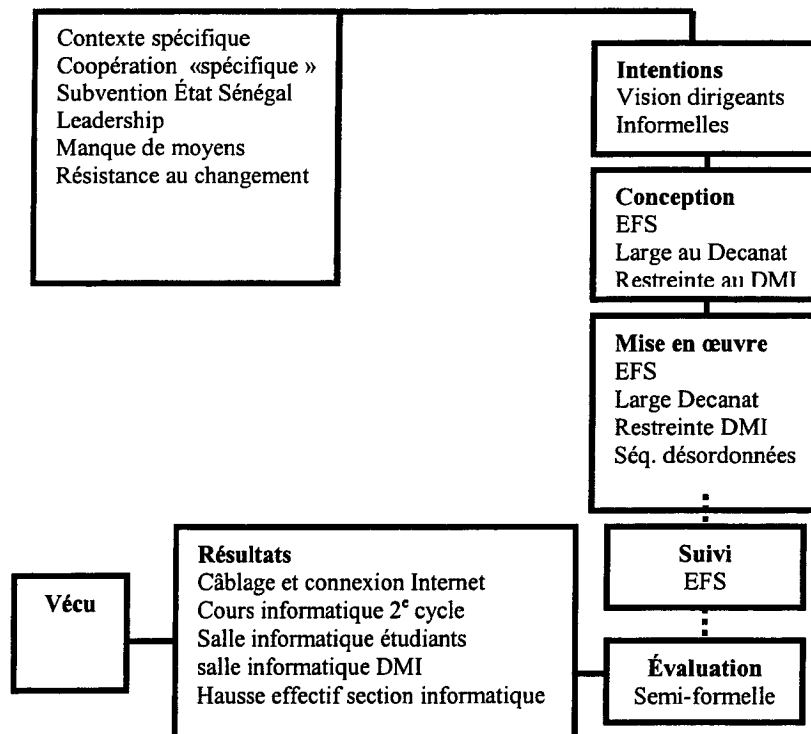 Contexte spécifique
Coopération «spécifique »
Subvention État Sénégal
Leadership
Manque de moyens
Résistance au changement
Intentions
Vision dirigeants
Informelles
Conception
EFS
Large au Decanat
Restreinte au DMI
Mise en œuvre
EFS
Large Decanat
Restreinte DMI
Séq. désordonnées
Suivi
EFS
Évaluation
Semi-formelle
Résultats
Câblage et connexion Internet
Cours informatique 2e cycle
Salle informatique étudiants
salle informatique DMI
Hausse effectif section informatique
Vécu